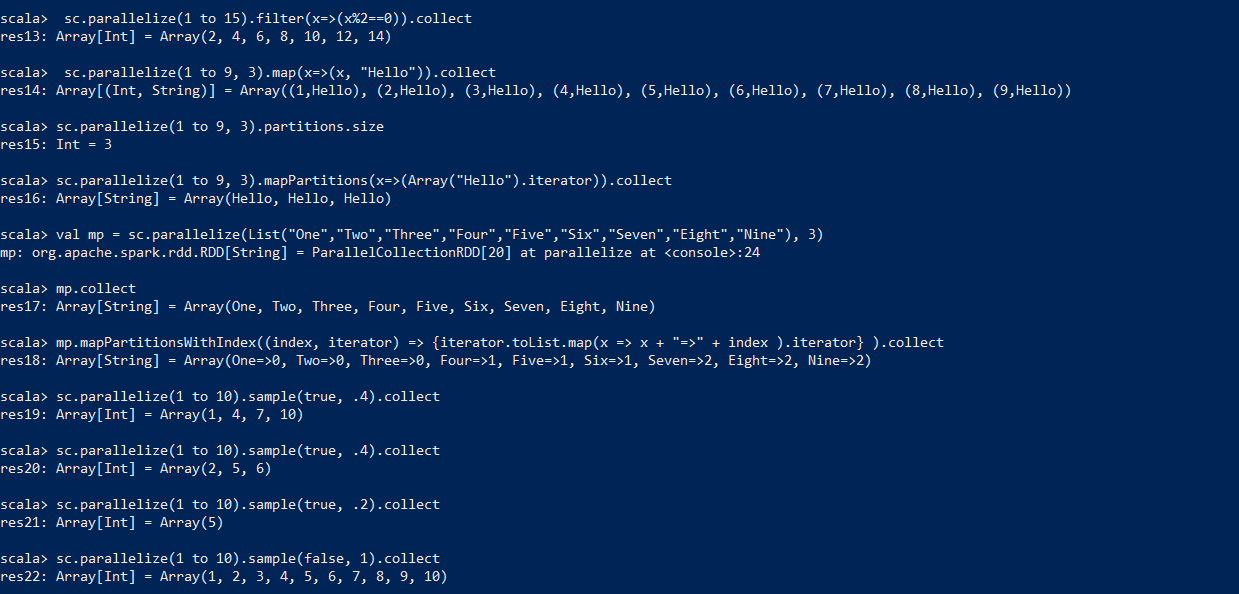 scala>  sc.parallelize(1 to 15).filter(x=>(x%2==0)).collect
res13: Array[Int] = Array(2, 4, 6, 8, 10, 12, 14)
scala>  sc.parallelize(1 to 9, 3).map(x=>(x, "Hello")).collect
res14: Array[(Int, String)] = Array((1,Hello), (2,Hello), (3,Hello), (4,Hello), (5,Hello), (6,Hello), (7,Hello), (8,Hello), (9,Hello))
scala> sc.parallelize(1 to 9, 3).partitions.size
res15: Int = 3
scala> sc.parallelize(1 to 9, 3).mapPartitions(x=>(Array("Hello").iterator)).collect
res16: Array[String] = Array(Hello, Hello, Hello)
scala> val mp = sc.parallelize(List("One","Two","Three","Four","Five","Six","Seven","Eight","Nine"), 3)
mp: org.apache.spark.rdd.RDD[String] = ParallelCollectionRDD[20] at parallelize at <console>:24
scala> mp.collect
res17: Array[String] = Array(One, Two, Three, Four, Five, Six, Seven, Eight, Nine)
scala> mp.mapPartitionsWithIndex((index, iterator) => {iterator.toList.map(x => x + "=>" + index ).iterator} ).collect
res18: Array[String] = Array(One=>0, Two=>0, Three=>0, Four=>1, Five=>1, Six=>1, Seven=>2, Eight=>2, Nine=>2)
scala> sc.parallelize(1 to 10).sample(true, .4).collect
res19: Array[Int] = Array(1, 4, 7, 10)
scala> sc.parallelize(1 to 10).sample(true, .4).collect
res20: Array[Int] = Array(2, 5, 6)
scala> sc.parallelize(1 to 10).sample(true, .2).collect
res21: Array[Int] = Array(5)
scala> sc.parallelize(1 to 10).sample(false, 1).collect
res22: Array[Int] = Array(1, 2, 3, 4, 5, 6, 7, 8, 9, 10)